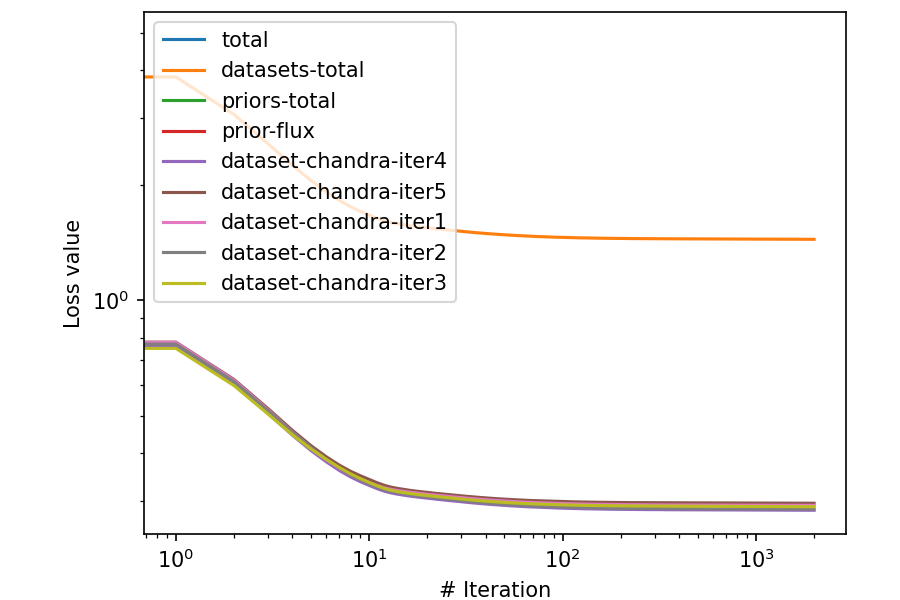 total
datasets-total
priors-total
prior-flux
dataset-chandra-iter4
dataset-chandra-iter5
dataset-chandra-iter1
dataset-chandra-iter2
dataset-chandra-iter3
Loss value
10⁰
10⁰ 10¹ 10² 10³
# Iteration